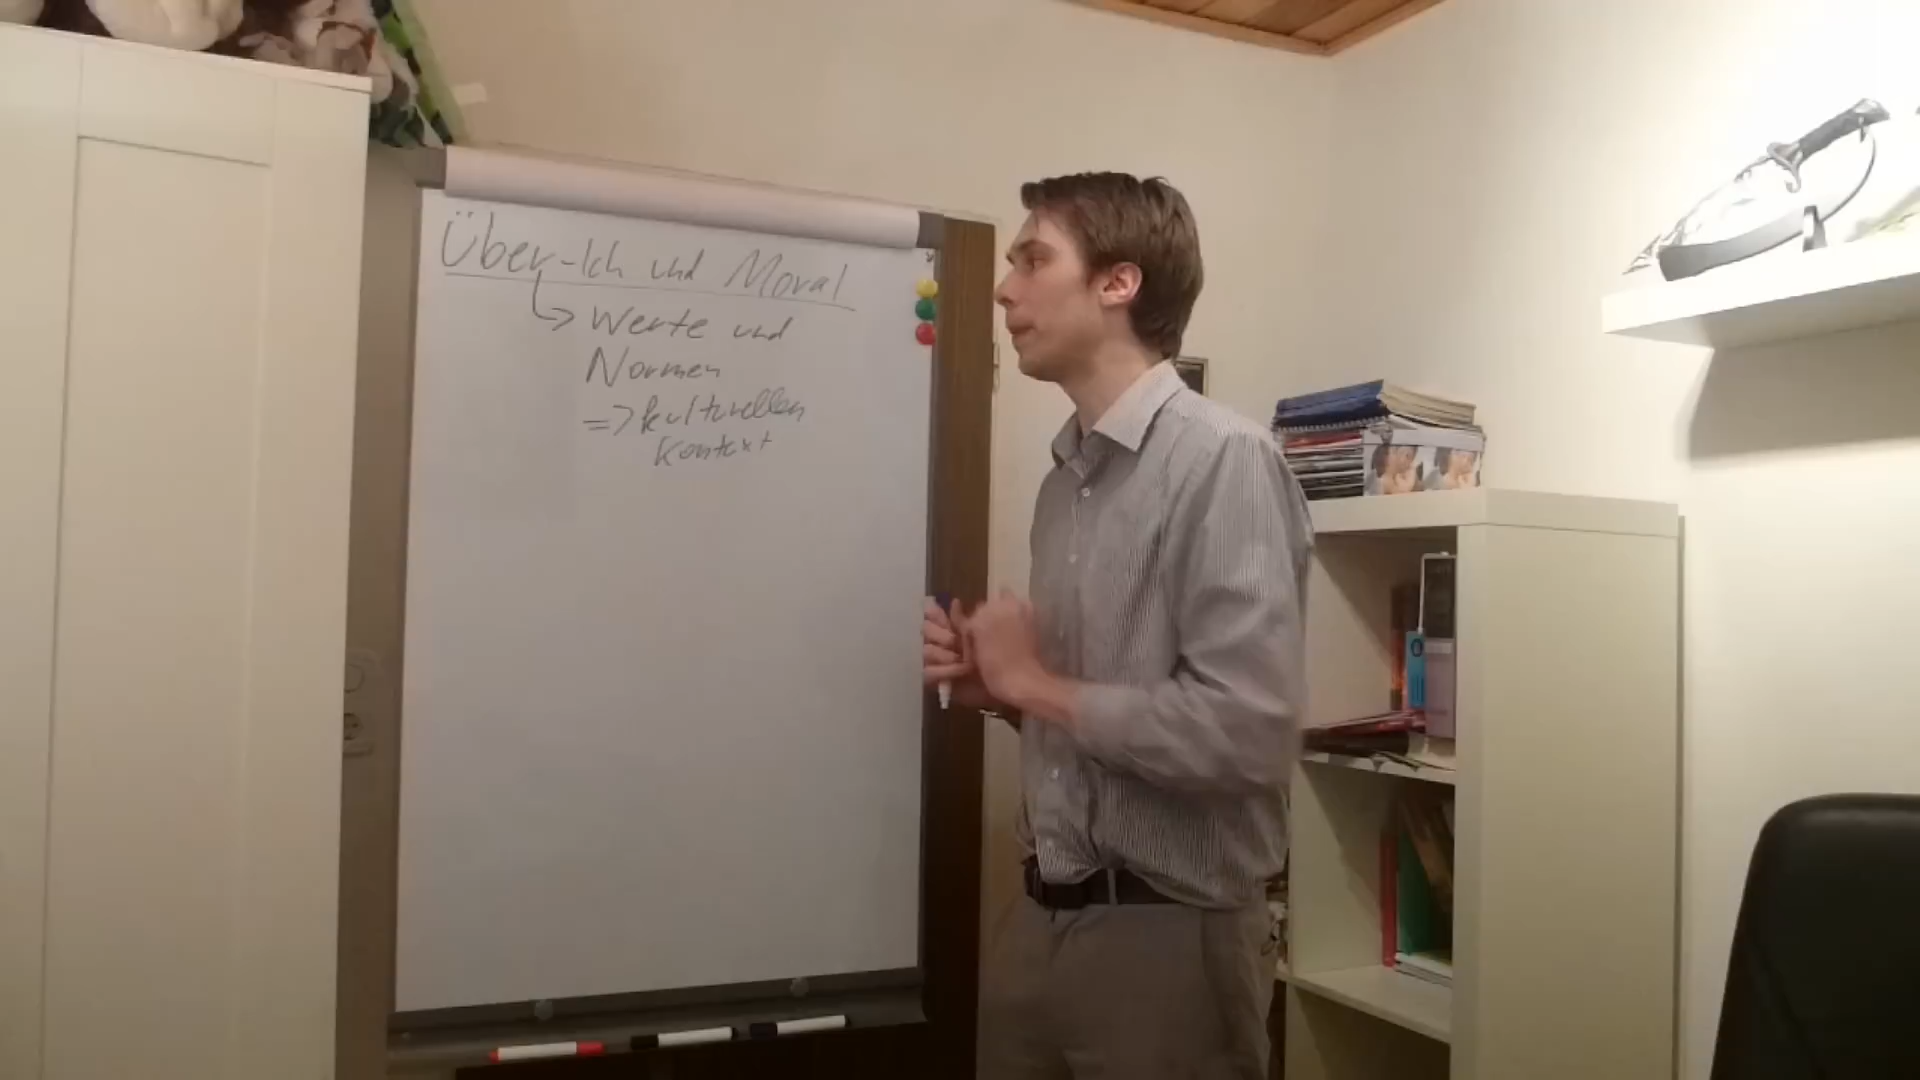 Über-Ich und Moral
↳ Werte und
Normen
=> kulturellen
Kontext